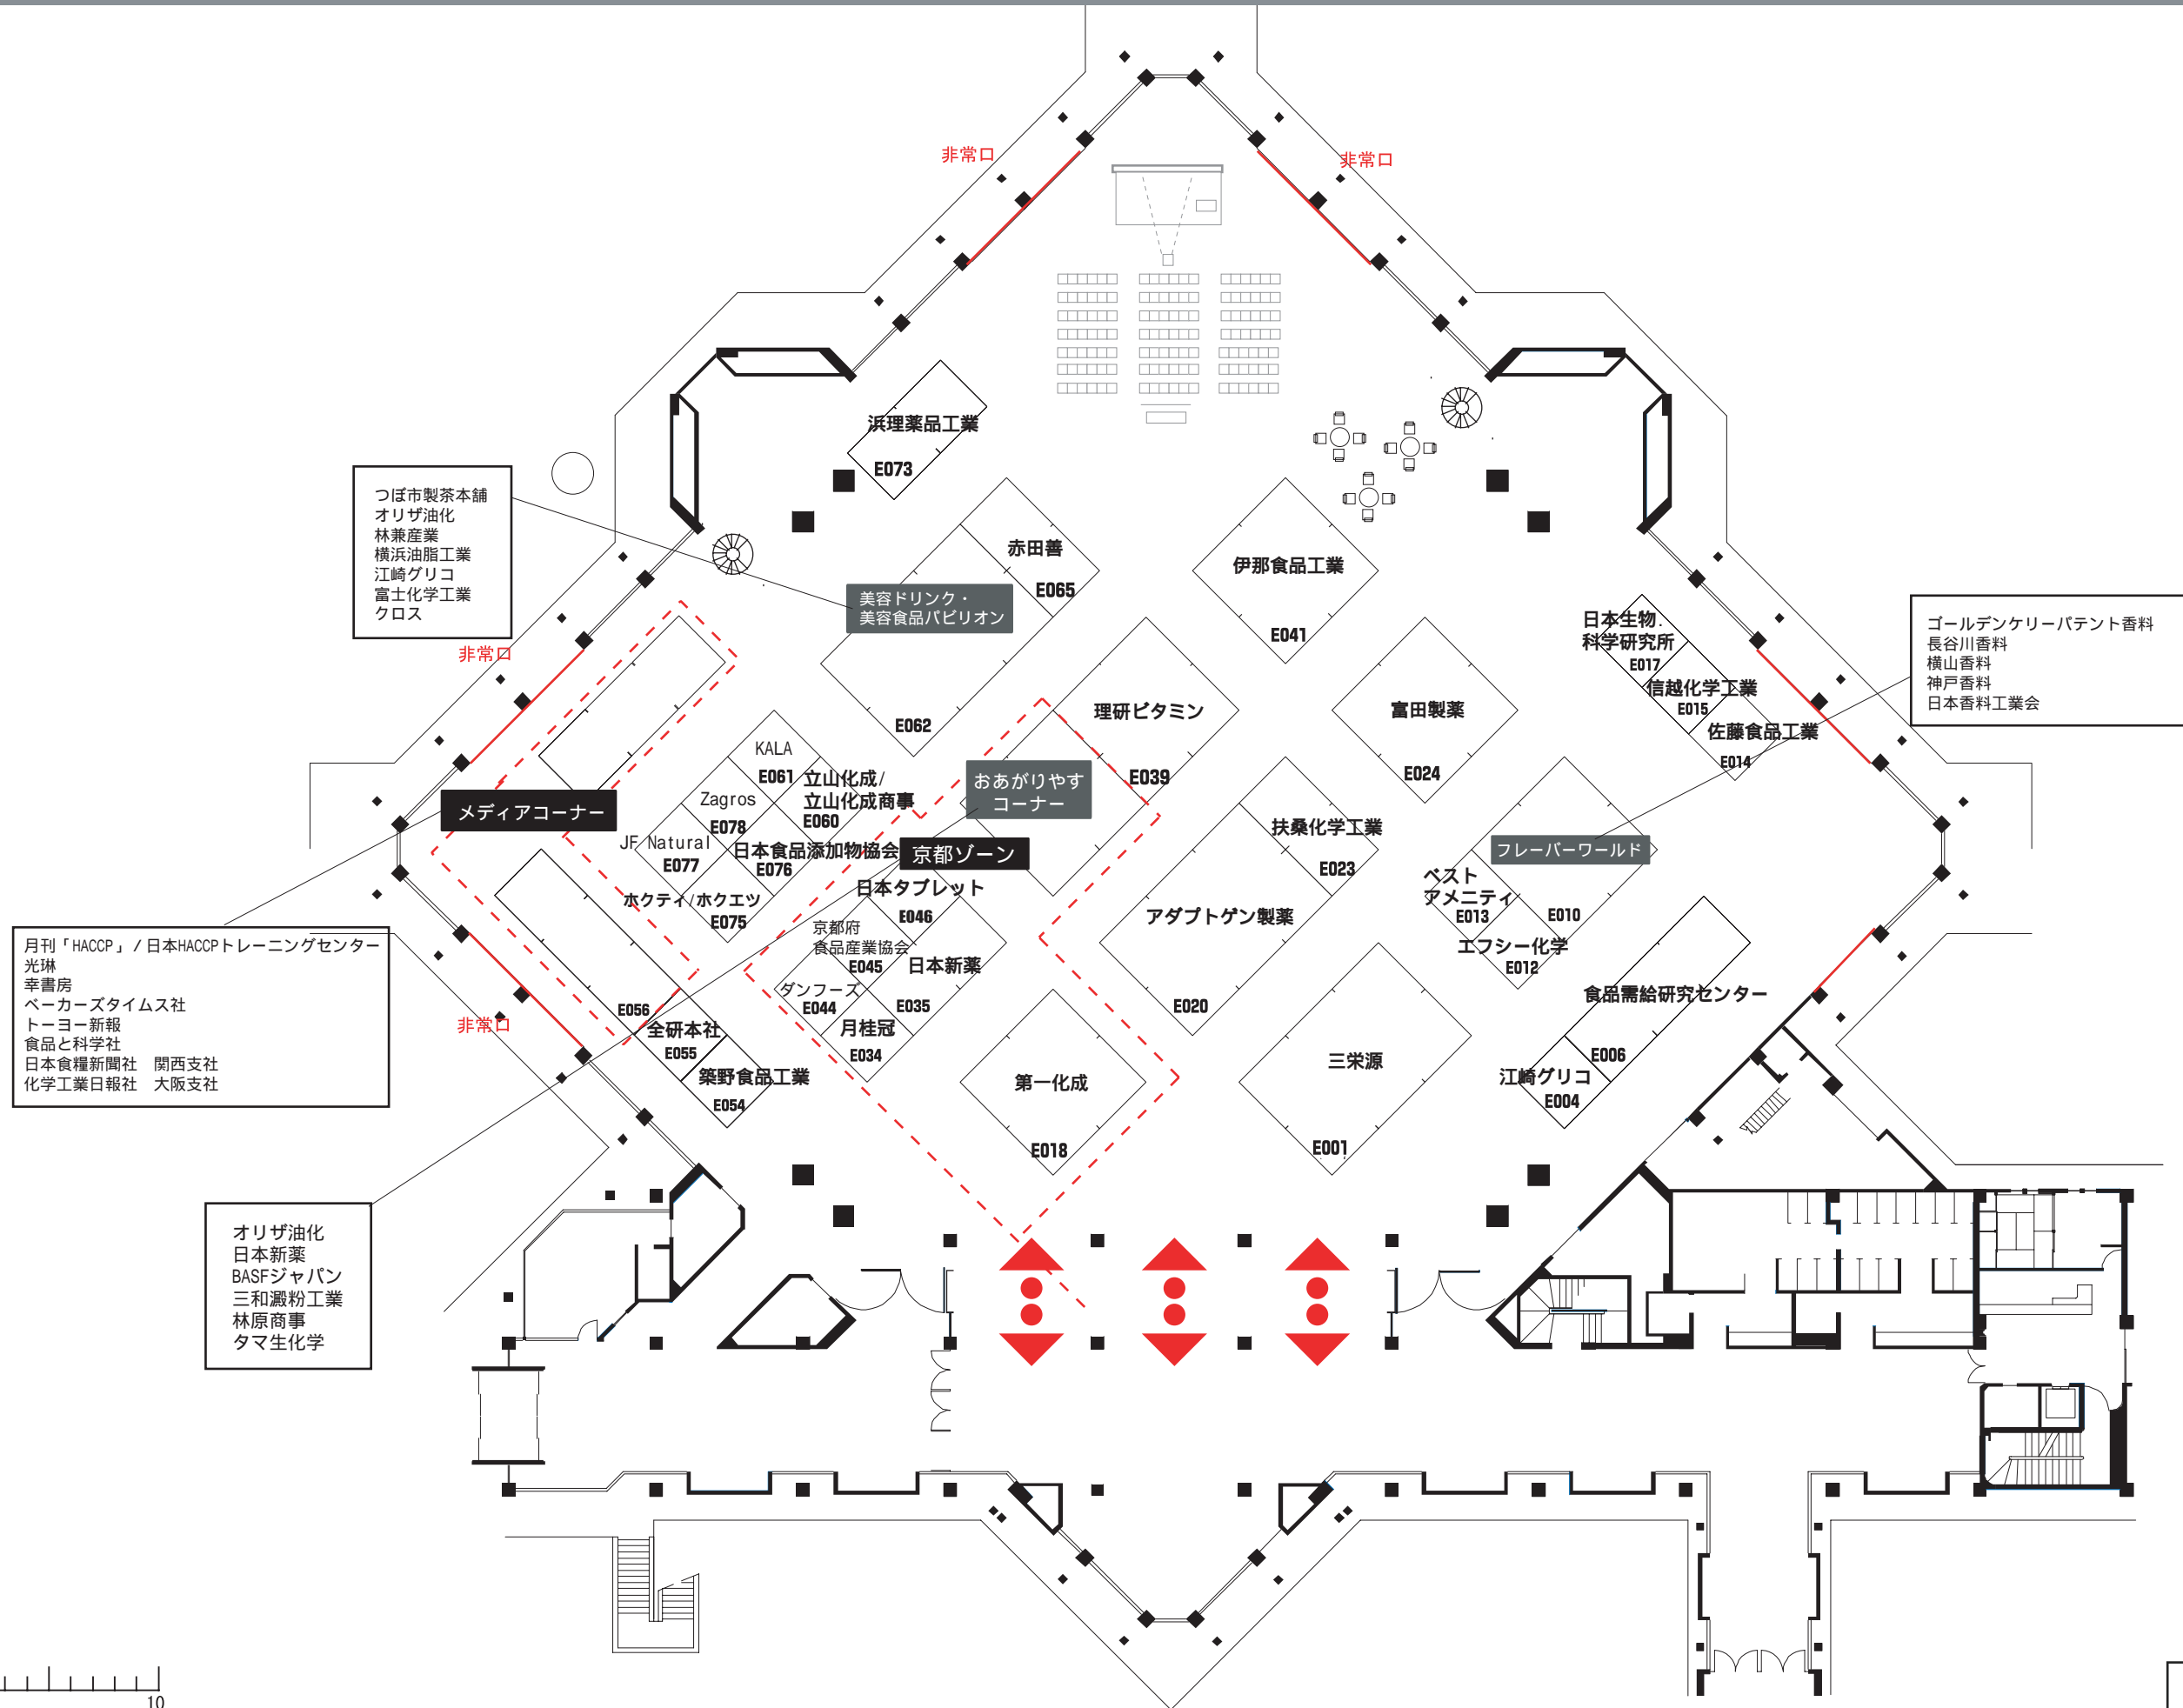 非常口
非常口
浜理薬品工業
E073
つぼ市製茶本舗
オリザ油化
林兼産業
横浜油脂工業
江崎グリコ
富士化学工業
クロス
赤田善
E065
美容ドリンク・
美容食品パビリオン
E062
伊那食品工業
E041
非常口
日本生物.
科学研究所
E017
信越化学工業
E015
佐藤食品工業
E014
ゴールデンケリーパテント香料
長谷川香料
横山香料
神戸香料
日本香料工業会
理研ビタミン
E039
富田製薬
E024
KALA
E061
立山化成/
立山化成商事
E060
Zagros
E078
JF Natural
E077
日本食品添加物協会
E076
ホクティ/ホクエツ
E075
おあがりやす
コーナー
メディアコーナー
京都ゾーン
扶桑化学工業
E023
フレーバーワールド
ベスト
アメニティ
E013
E010
エフシー化学
E012
日本タブレット
E046
京都府
食品産業協会
E045
日本新薬
E035
ダンフーズ
E044
月桂冠
E034
アダプトゲン製薬
E020
月刊「HACCP」/日本HACCPトレーニングセンター
光琳
幸書房
ベーカーズタイムス社
トーヨー新報
食品と科学社
日本食糧新聞社　関西支社
化学工業日報社　大阪支社
非常口
E056
全研本社
E055
築野食品工業
E054
第一化成
E018
三栄源
E001
食品需給研究センター
E006
江崎グリコ
E004
オリザ油化
日本新薬
BASFジャパン
三和澱粉工業
林原商事
タマ生化学
10